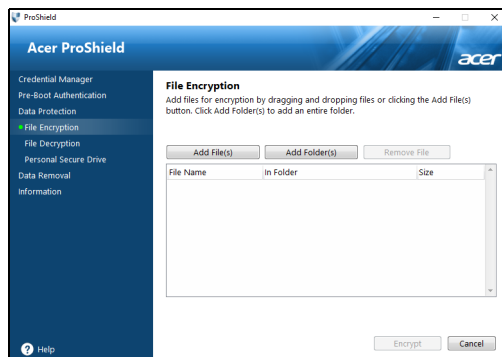 ProShield
Acer ProShield
acer
Credential Manager
Pre-Boot Authentication
Data Protection
File Encryption
File Decryption
Personal Secure Drive
Data Removal
Information
Help
File Encryption
Add files for encryption by dragging and dropping files or clicking the Add File(s)
button. Click Add Folder(s) to add an entire folder.
Add File(s) Add Folder(s) Remove File
File Name In Folder Size
Encrypt Cancel